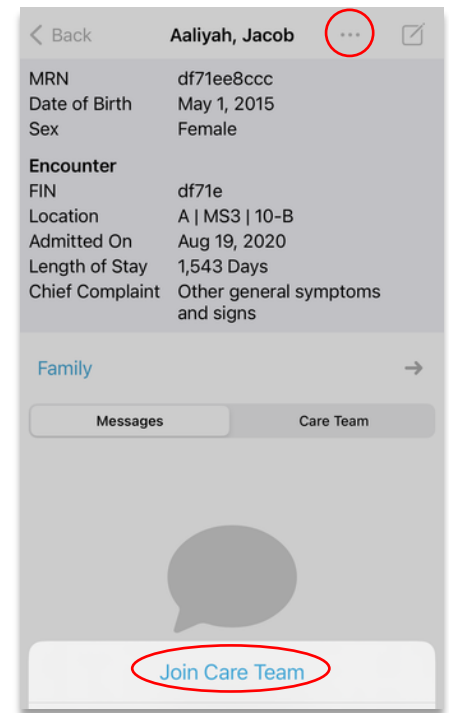 Back Aaliyah, Jacob ...
MRN df71ee8ccc
Date of Birth May 1, 2015
Sex Female
Encounter
FIN df71e
Location A | MS3 | 10-B
Admitted On Aug 19, 2020
Length of Stay 1,543 Days
Chief Complaint Other general symptoms
and signs
Family
Messages Care Team
Join Care Team